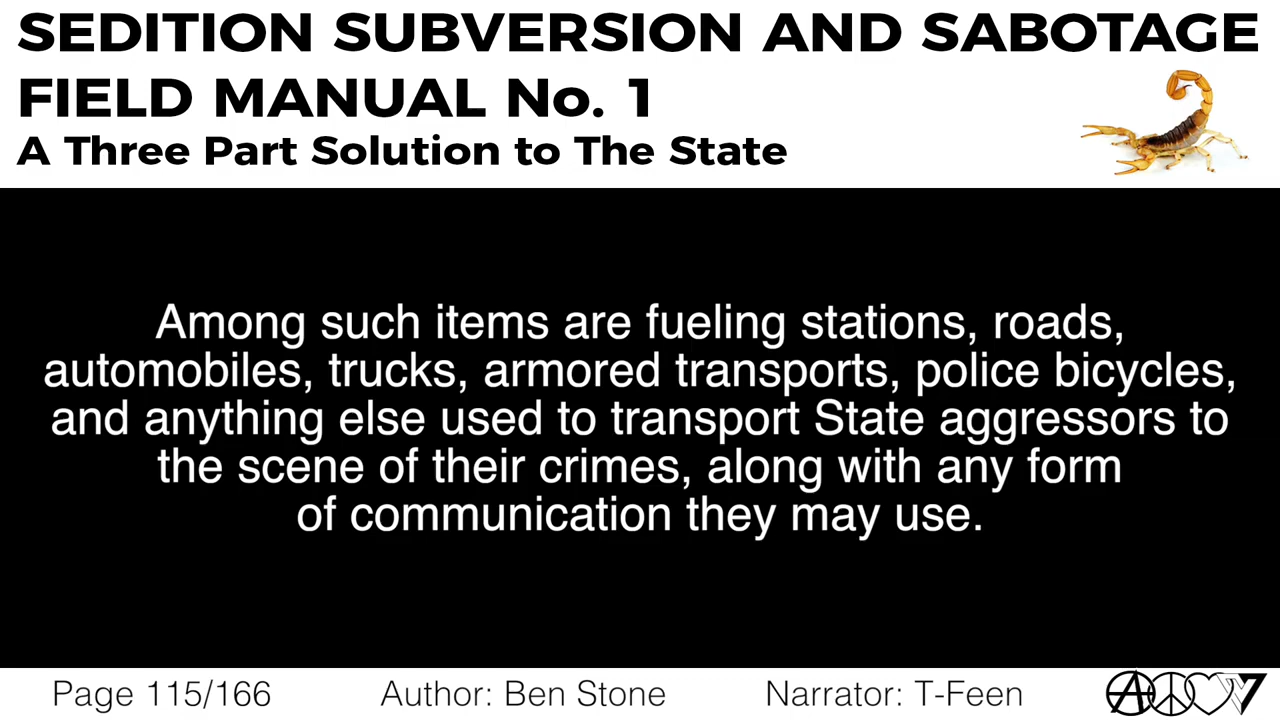 SEDITION SUBVERSION AND SABOTAGE
FIELD MANUAL No. 1
A Three Part Solution to The State
Among such items are fueling stations, roads,
automobiles, trucks, armored transports, police bicycles,
and anything else used to transport State aggressors to
the scene of their crimes, along with any form
of communication they may use.
Page 115/166 Author: Ben Stone Narrator: T-Feen